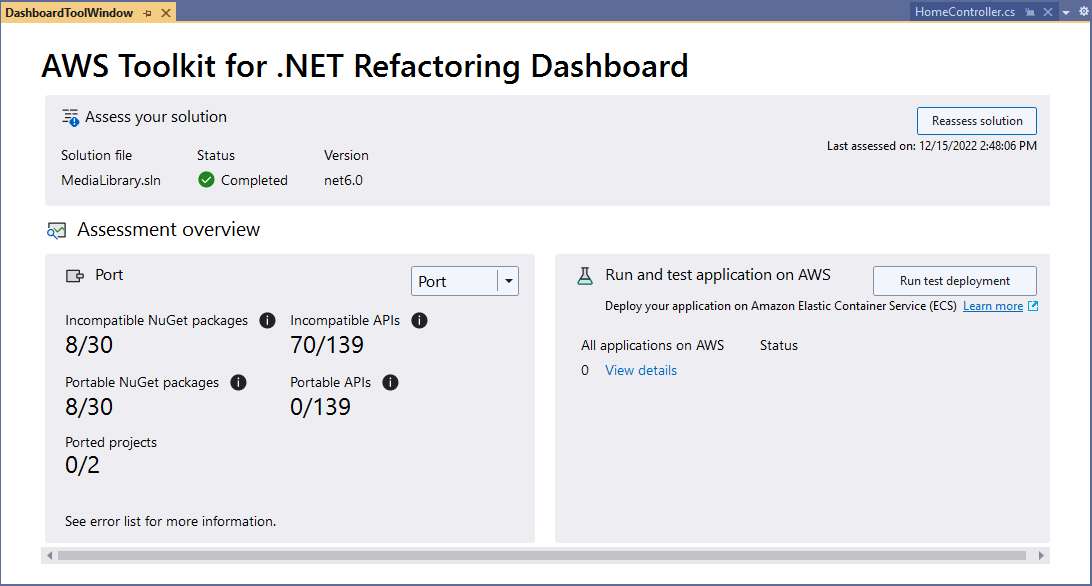 DashboardToolWindow
HomeController.cs
AWS Toolkit for .NET Refactoring Dashboard
Assess your solution
Reassess solution
Last assessed on: 12/15/2022 2:48:06 PM
Solution file Status Version
MediaLibrary.sln Completed net6.0
Assessment overview
Port
Port
Incompatible NuGet packages Incompatible APIs
8/30 70/139
Portable NuGet packages Portable APIs
8/30 0/139
Ported projects
0/2
See error list for more information.
Run and test application on AWS
Run test deployment
Deploy your application on Amazon Elastic Container Service (ECS) Learn more
All applications on AWS Status
0 View details